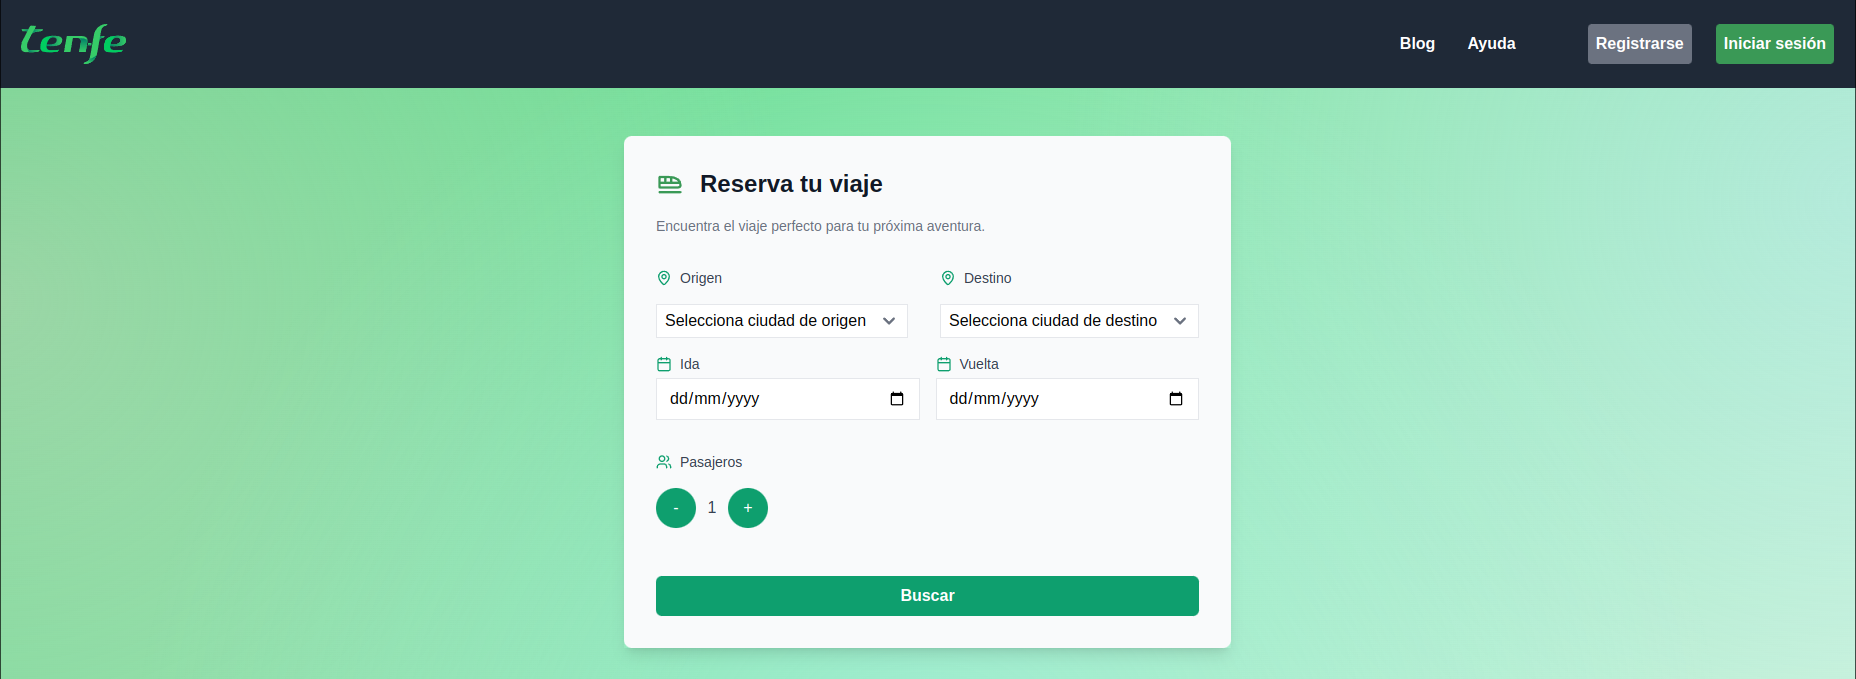 tenfe
Blog Ayuda Registrarse Iniciar sesión
Reserva tu viaje
Encuentra el viaje perfecto para tu próxima aventura.
Origen Destino
Selecciona ciudad de origen Selecciona ciudad de destino
Ida Vuelta
dd/mm/yyyy dd/mm/yyyy
Pasajeros
- 1 +
Buscar